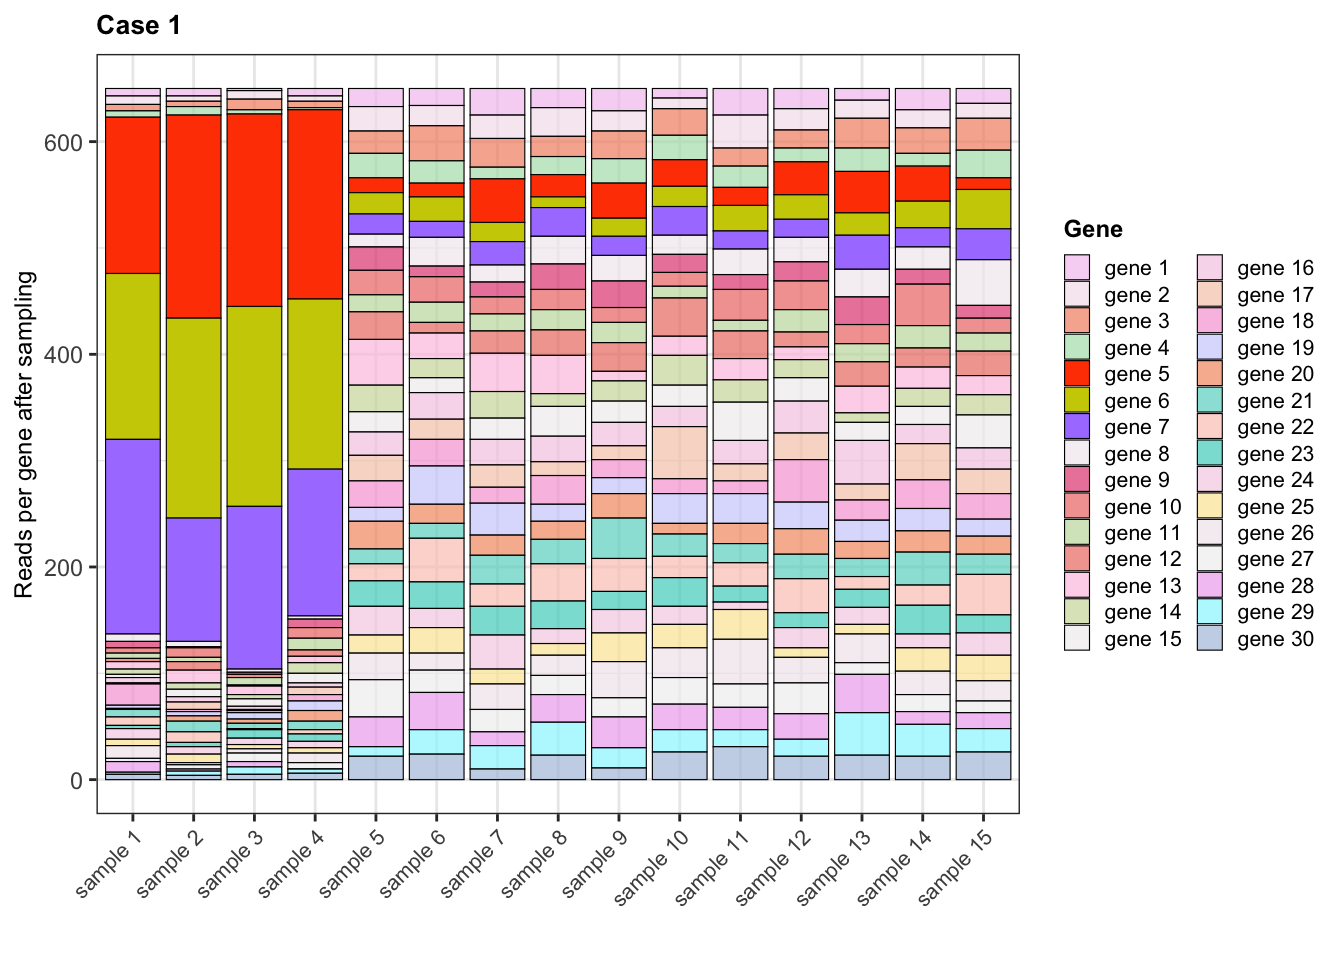 Case 1
Reads per gene after sampling
600
400
200
0
sample 1
sample 2
sample 3
sample 4
sample 5
sample 6
sample 7
sample 8
sample 9
sample 10
sample 11
sample 12
sample 13
sample 14
sample 15
Gene
gene 1
gene 2
gene 3
gene 4
gene 5
gene 6
gene 7
gene 8
gene 9
gene 10
gene 11
gene 12
gene 13
gene 14
gene 15
gene 16
gene 17
gene 18
gene 19
gene 20
gene 21
gene 22
gene 23
gene 24
gene 25
gene 26
gene 27
gene 28
gene 29
gene 30